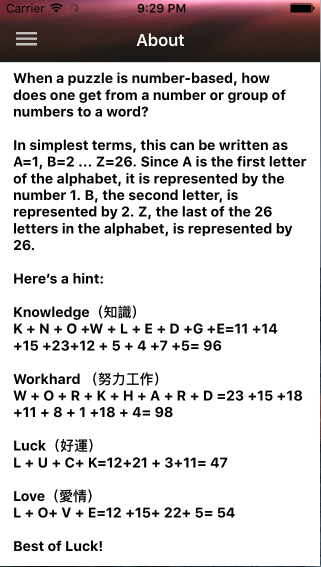 Carrier 9:29 PM
About
When a puzzle is number-based, how
does one get from a number or group of
numbers to a word?
In simplest terms, this can be written as
A=1, B=2 ... Z=26. Since A is the first letter
of the alphabet, it is represented by the
number 1. B, the second letter, is
represented by 2. Z, the last of the 26
letters in the alphabet, is represented by
26.
Here's a hint:
Knowledge（知識）
K + N + O +W + L + E + D +G +E=11 +14
+15 +23+12 + 5 + 4 +7 +5= 96
Workhard （努力工作）
W + O + R + K + H + A + R + D =23 +15 +18
+11 + 8 + 1 +18 + 4= 98
Luck（好運）
L + U + C+ K=12+21 + 3+11= 47
Love（愛情）
L + O+ V + E=12 +15+ 22+ 5= 54
Best of Luck!